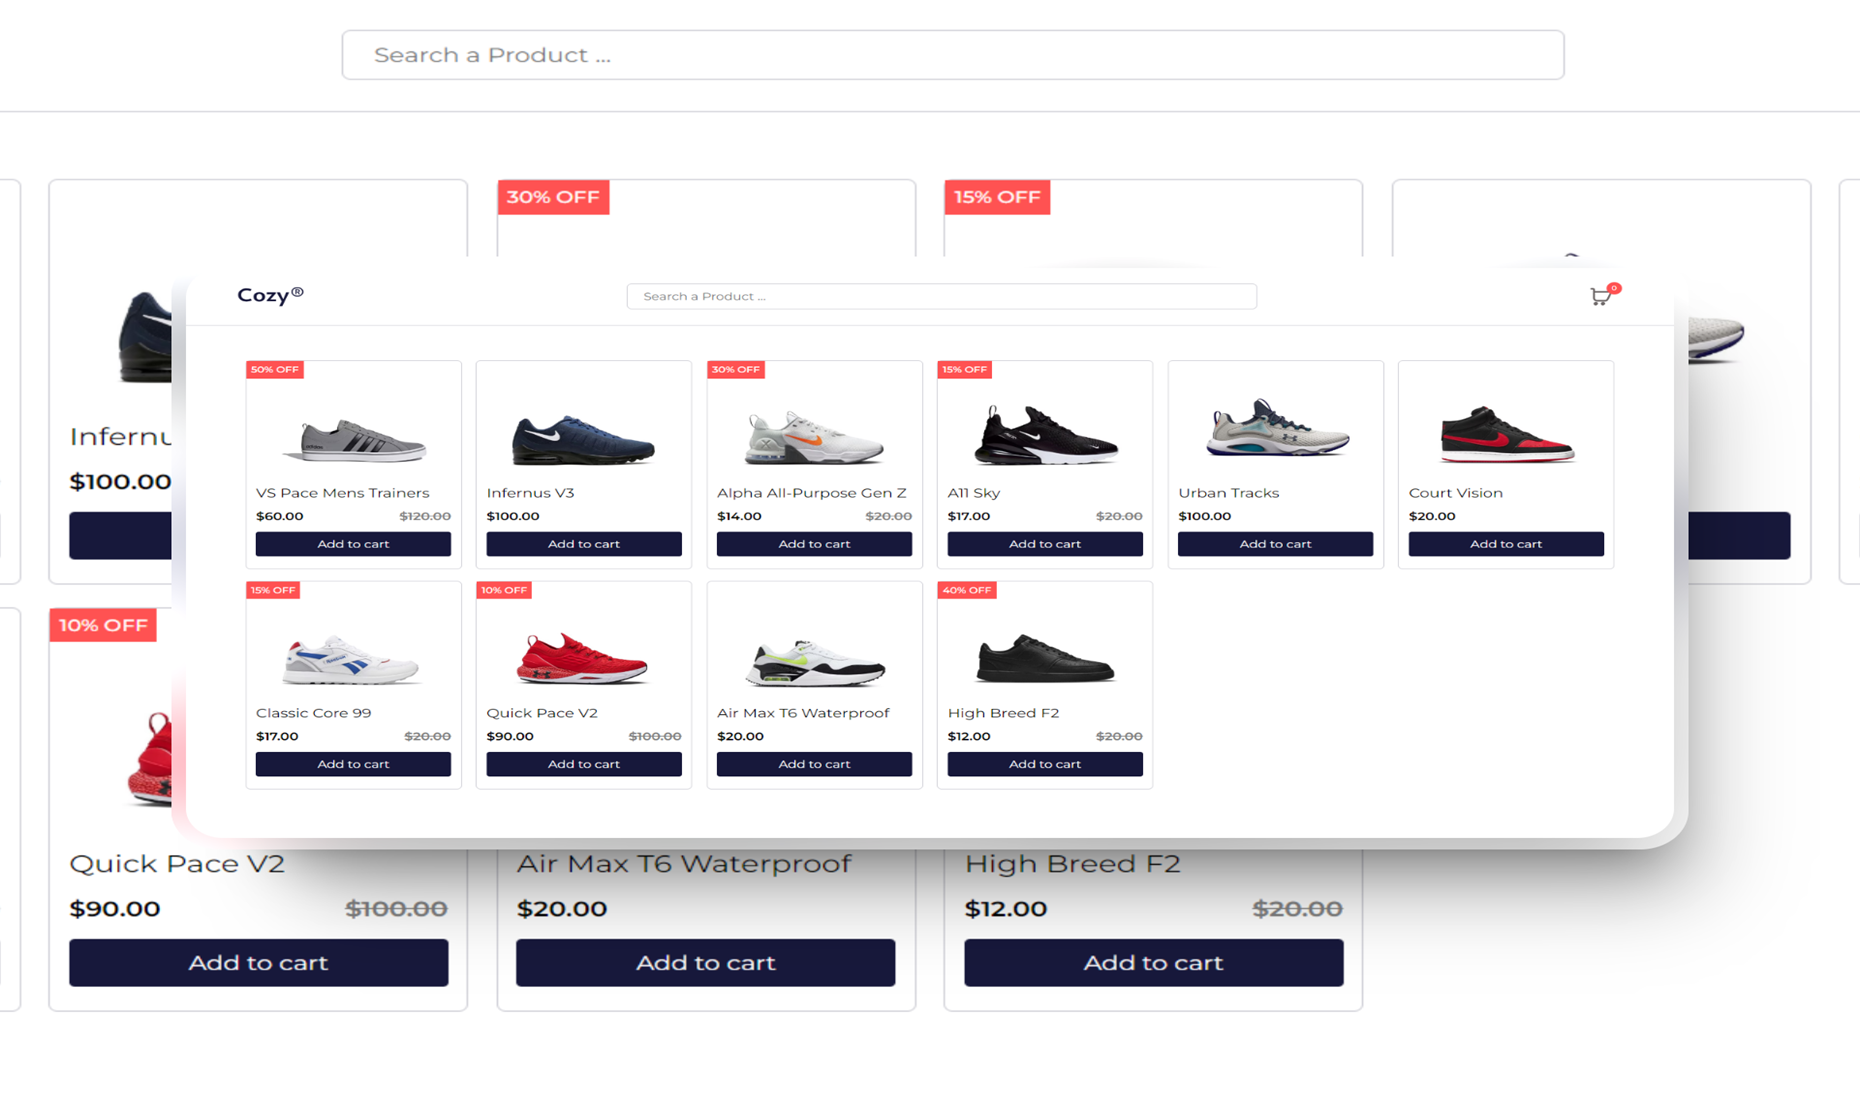 Search a Product ...
30% OFF
15% OFF
Infernu
$100.00
10% OFF
Cozy®
Search a Product ...
0
50% OFF
VS Pace Mens Trainers
$60.00 $120.00
Add to cart
Infernus V3
$100.00
Add to cart
30% OFF
Alpha All-Purpose Gen Z
$14.00 $20.00
Add to cart
15% OFF
A11 Sky
$17.00 $20.00
Add to cart
Urban Tracks
$100.00
Add to cart
Court Vision
$20.00
Add to cart
15% OFF
Classic Core 99
$17.00 $20.00
Add to cart
10% OFF
Quick Pace V2
$90.00 $100.00
Add to cart
Air Max T6 Waterproof
$20.00
Add to cart
40% OFF
High Breed F2
$12.00 $20.00
Add to cart
Quick Pace V2
$90.00 $100.00
Add to cart
Air Max T6 Waterproof
$20.00
Add to cart
High Breed F2
$12.00 $20.00
Add to cart